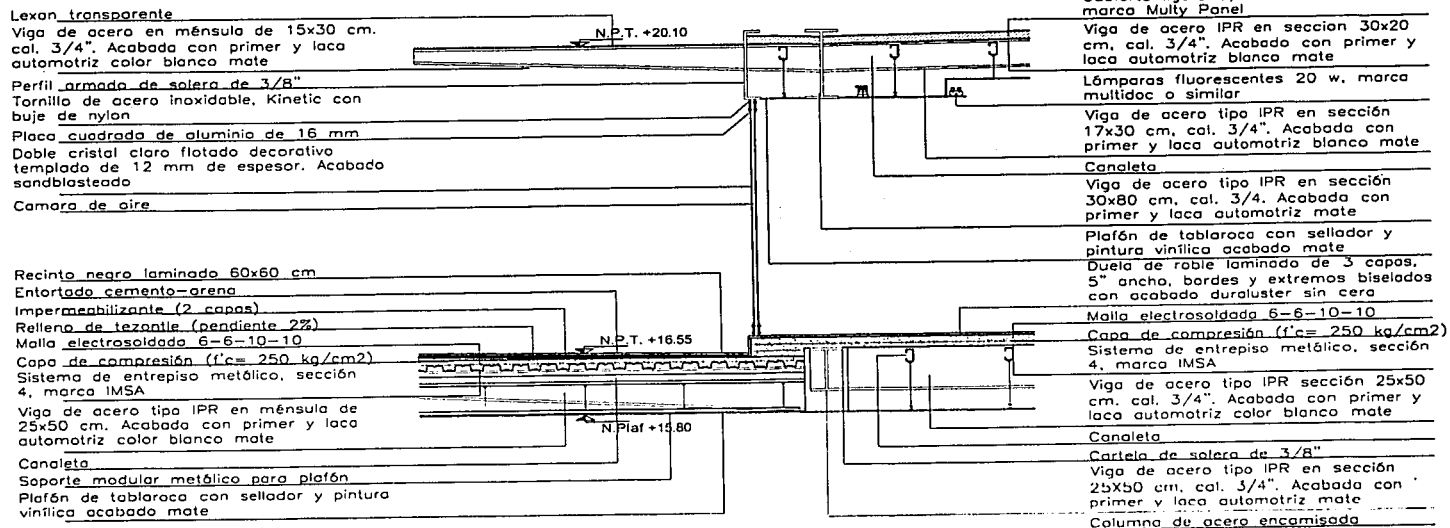 Lexan transparente
Viga de acero en ménsula de 15x30 cm.
cal. 3/4". Acabada con primer y laca
automotriz color blanco mate
Perfil armado de solera de 3/8"
Tornillo de acero inoxidable, Kinetic con
buje de nylon
Placa cuadrada de aluminio de 16 mm
Doble cristal claro flotado decorativo
templado de 12 mm de espesor. Acabado
sandblasteado
Camara de aire
Recinto negro laminado 60x60 cm
Entortado cemento-arena
Impermeabilizante (2 capas)
Relleno de tezontle (pendiente 2%)
Malla electrosoldada 6-6-10-10
Capa de compresión (f'c= 250 kg/cm2)
Sistema de entrepiso metálico, sección
4, marca IMSA
Viga de acero tipo IPR en ménsula de
25x50 cm. Acabada con primer y laca
automotriz color blanco mate
Canaleta
Soporte modular metálico para plafón
Plafón de tablaroca con sellador y pintura
vinílica acabado mate
N.P.T. +20.10
N.P.T. +16.55
N.Plaf +15.80
marca Multy Panel
Viga de acero IPR en seccion 30x20
cm, cal. 3/4". Acabada con primer y
laca automotriz blanco mate
Lámparas fluorescentes 20 w, marca
multidoc o similar
Viga de acero tipo IPR en sección
17x30 cm, cal. 3/4". Acabada con
primer y laca automotriz blanco mate
Canaleta
Viga de acero tipo IPR en sección
30x80 cm, cal. 3/4. Acabada con
primer y laca automotriz mate
Plafón de tablaroca con sellador y
pintura vinílica acabado mate
Duela de roble laminado de 3 capas,
5" ancho, bordes y extremos biselados
con acabado duraluster sin cera
Malla electrosoldada 6-6-10-10
Capa de compresión (f'c= 250 kg/cm2)
Sistema de entrepiso metálico, sección
4, marca IMSA
Viga de acero tipo IPR sección 25x50
cm. cal. 3/4". Acabada con primer y
laca automotriz color blanco mate
Canaleta
Cartela de solera de 3/8"
Viga de acero tipo IPR en sección
25X50 cm, cal. 3/4". Acabada con
primer y laca automotriz mate
Columna de acero encamisada